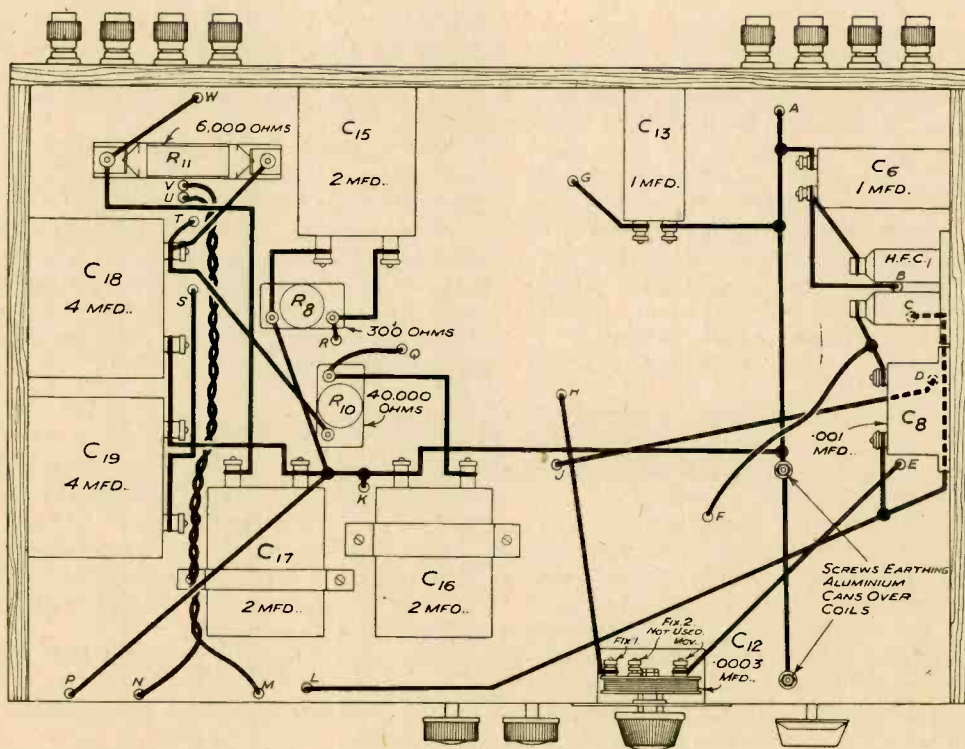 W
6,000 OHMS
R11
V
U
T
C18
4 MFD..
S
C15
2 MFD..
R8
300 OHMS
R
Q
R10
40,000
OHMS
C19
4 MFD..
K
C17
2 MFD..
C16
2 MFD..
P
N
M
L
C13
1 MFD.
G
A
C6
1 MFD.
H.F.C.1
B
C
D
C8
.001
MFD.
E
H
J
F
SCREWS EARTHING
ALUMINIUM
CANS OVER
COILS
FIX.1.
FIX.2.
NOT USED.
MOV.
C12
.0003
MFD.